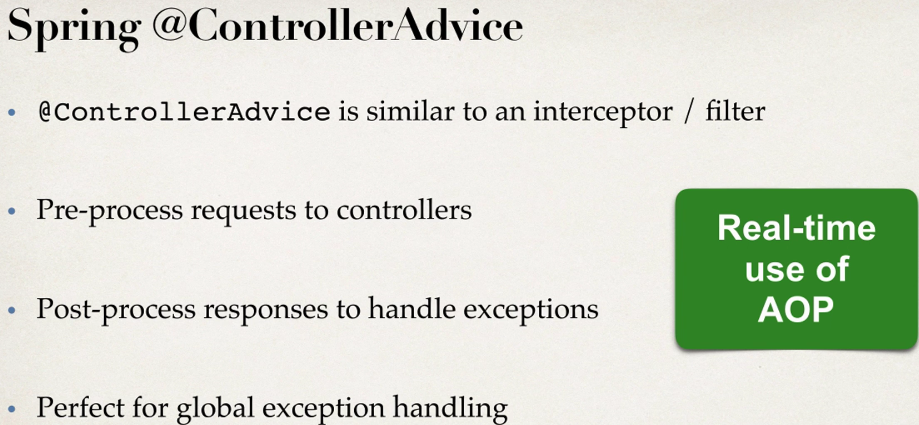 Spring @ControllerAdvice
• @ControllerAdvice is similar to an interceptor / filter
• Pre-process requests to controllers
Real-time
use of
AOP
• Post-process responses to handle exceptions
• Perfect for global exception handling